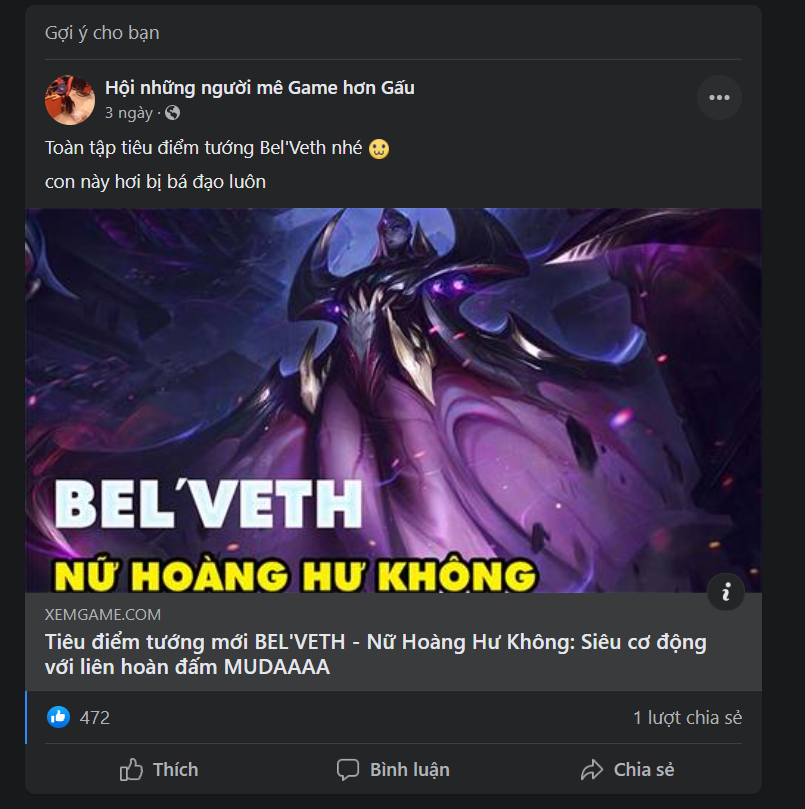 Gợi ý cho bạn
Hội những người mê Game hơn Gấu
3 ngày ·
Toàn tập tiêu điểm tướng Bel'Veth nhé
con này hơi bị bá đạo luôn
BEL'VETH
NỮ HOÀNG HƯ KHÔNG
XEMGAME.COM
Tiêu điểm tướng mới BEL'VETH - Nữ Hoàng Hư Không: Siêu cơ động
với liên hoàn đấm MUDAAAA
472
1 lượt chia sẻ
Thích
Bình luận
Chia sẻ